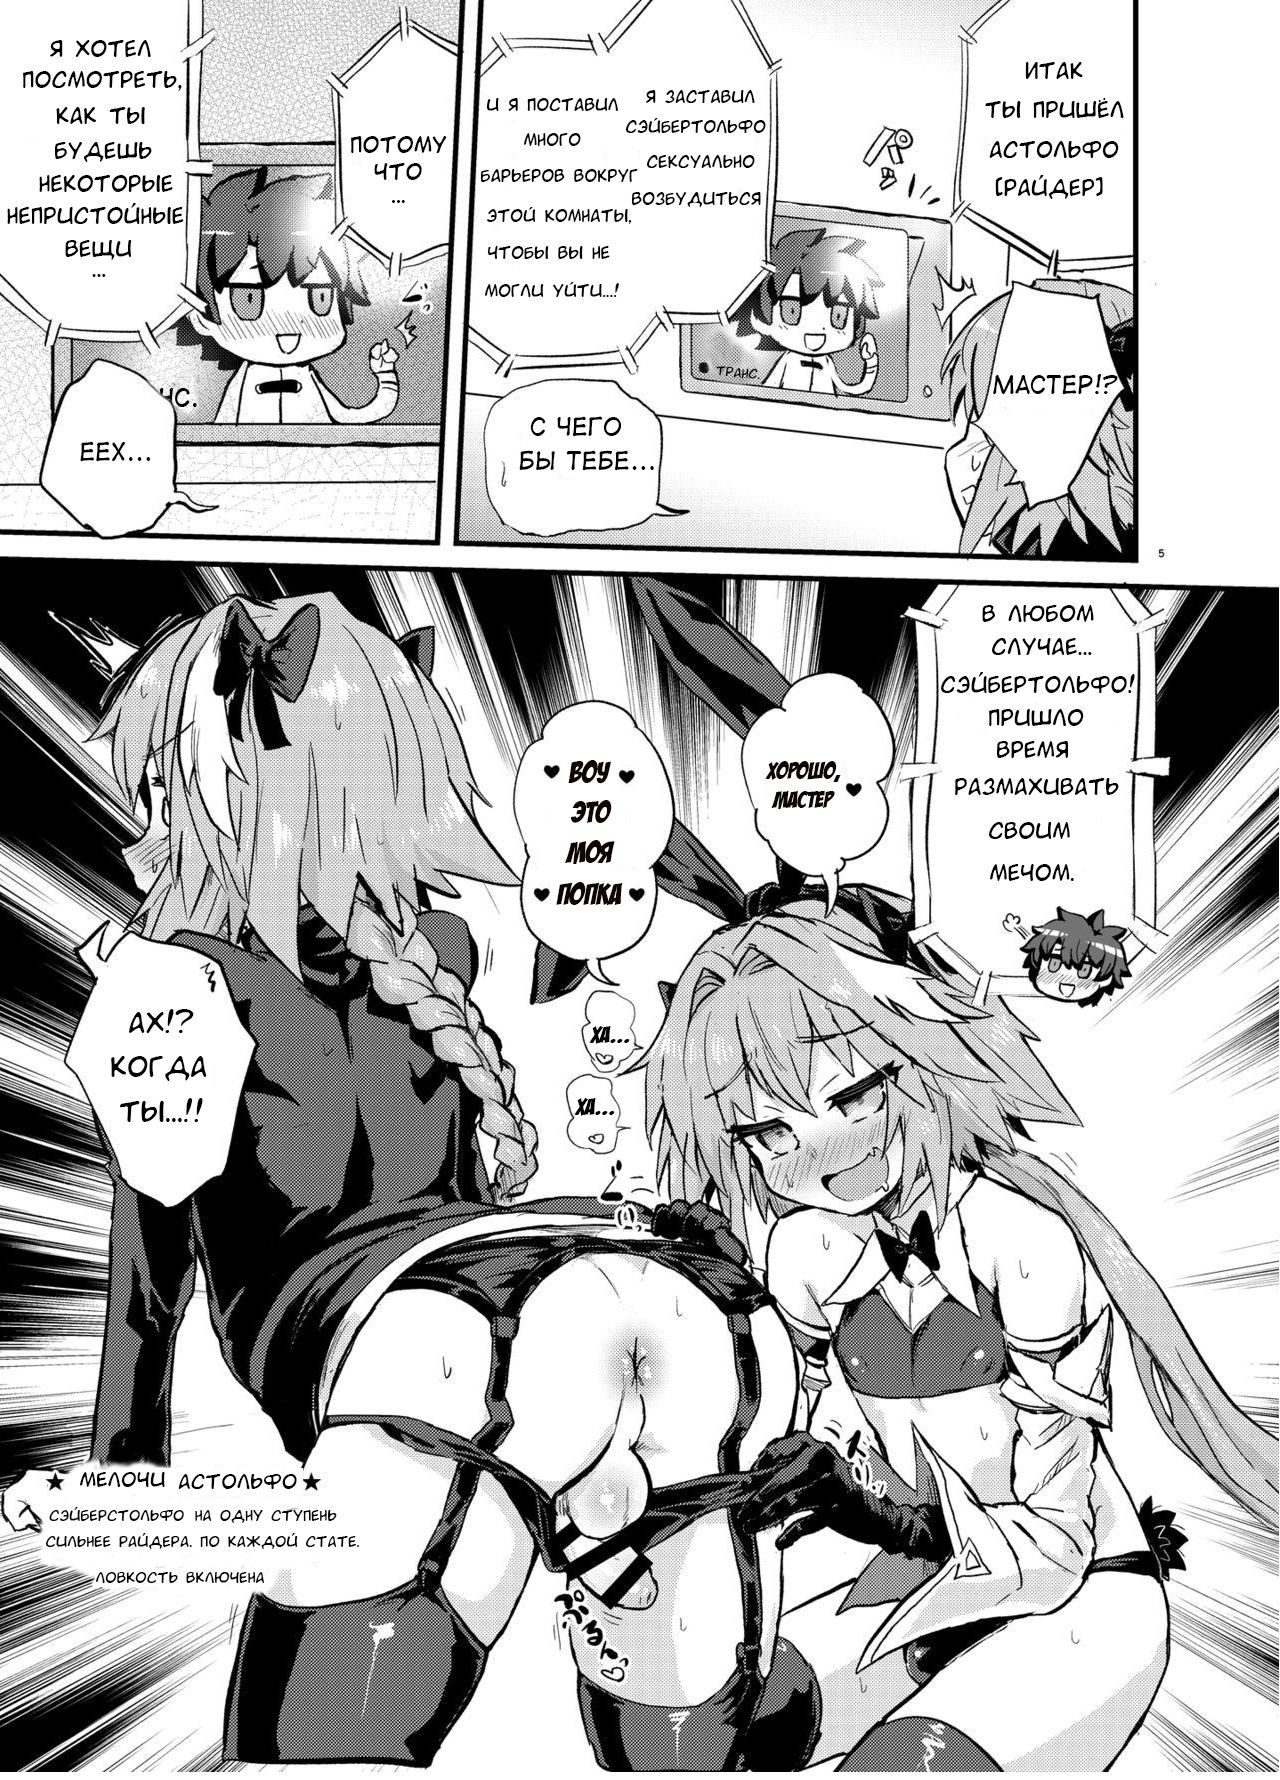 ИТАК
ТЫ ПРИШЁЛ
АСТОЛЬФО
[РАЙДЕР]
МАСТЕР!?
Я ЗАСТАВИЛ
СЭЙБЕРТОЛЬФО
СЕКСУАЛЬНО
ВОЗБУДИТЬСЯ
И Я ПОСТАВИЛ
МНОГО
БАРЬЕРОВ ВОКРУГ
ЭТОЙ КОМНАТЫ,
ЧТОБЫ ВЫ НЕ
МОГЛИ УЙТИ...!
ТРАНС.
С ЧЕГО
БЫ ТЕБЕ...
ПОТОМУ
ЧТО
...
Я ХОТЕЛ
ПОСМОТРЕТЬ,
КАК ТЫ
БУДЕШЬ
НЕКОТОРЫЕ
НЕПРИСТОЙНЫЕ
ВЕЩИ
...
НС.
ЕЕХ...
5
В ЛЮБОМ
СЛУЧАЕ...
СЭЙБЕРТОЛЬФО!
ПРИШЛО
ВРЕМЯ
РАЗМАХИВАТЬ
СВОИМ
МЕЧОМ.
ХОРОШО,
МАСТЕР ♥
♥ ВОУ ♥
ЭТО
МОЯ
♥ ПОПКА ♥
ХА...
♡
ХА...
♡
АХ!?
КОГДА
ТЫ...!!
★ МЕЛОЧИ АСТОЛЬФО ★
СЭЙБЕРСТОЛЬФО НА ОДНУ СТУПЕНЬ
СИЛЬНЕЕ РАЙДЕРА. ПО КАЖДОЙ СТАТЕ.
ЛОВКОСТЬ ВКЛЮЧЕНА